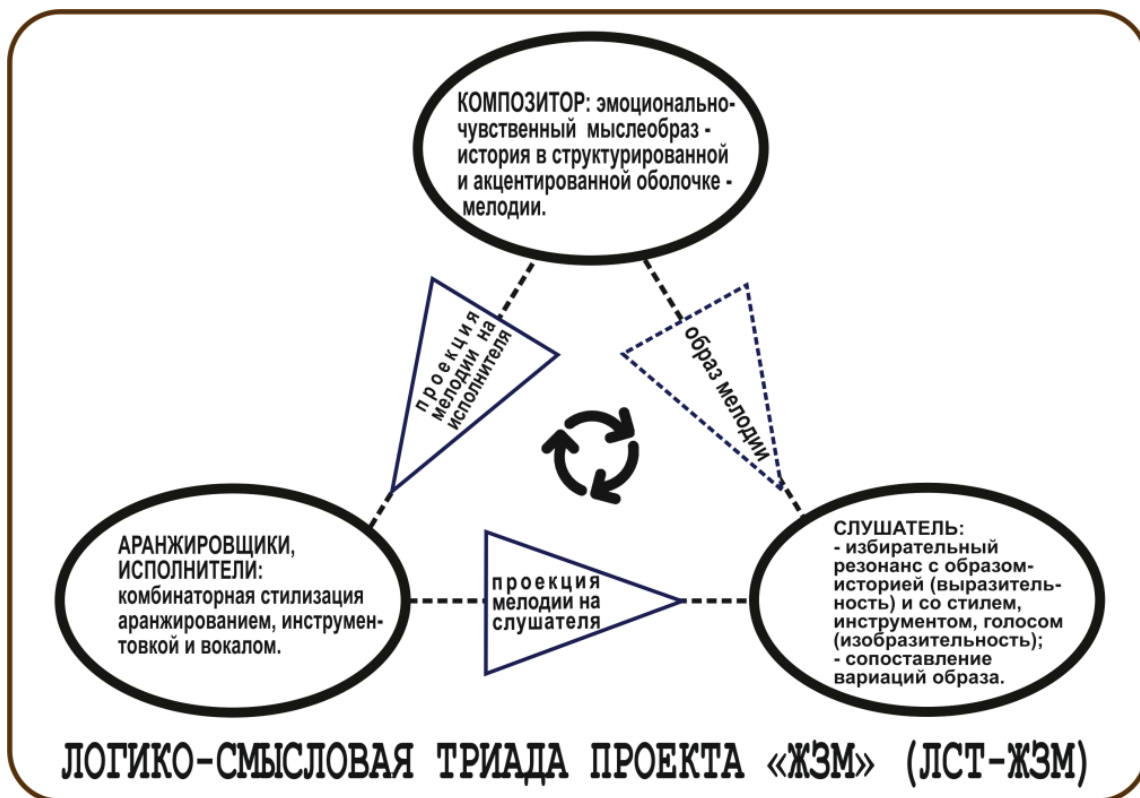 КОМПОЗИТОР: эмоционально-
чувственный мыслеобраз -
история в структурированной
и акцентированной оболочке -
мелодии.
проекция
мелодии на
исполнителя
образ мелодии
АРАНЖИРОВЩИКИ,
ИСПОЛНИТЕЛИ:
комбинаторная стилизация
аранжированием, инструмен-
товкой и вокалом.
проекция
мелодии на
слушателя
СЛУШАТЕЛЬ:
- избирательный
резонанс с образом-
историей (выразитель-
ность) и со стилем,
инструментом, голосом
(изобразительность);
- сопоставление
вариаций образа.
ЛОГИКО-СМЫСЛОВАЯ ТРИАДА ПРОЕКТА «ЖЗМ» (ЛСТ-ЖЗМ)